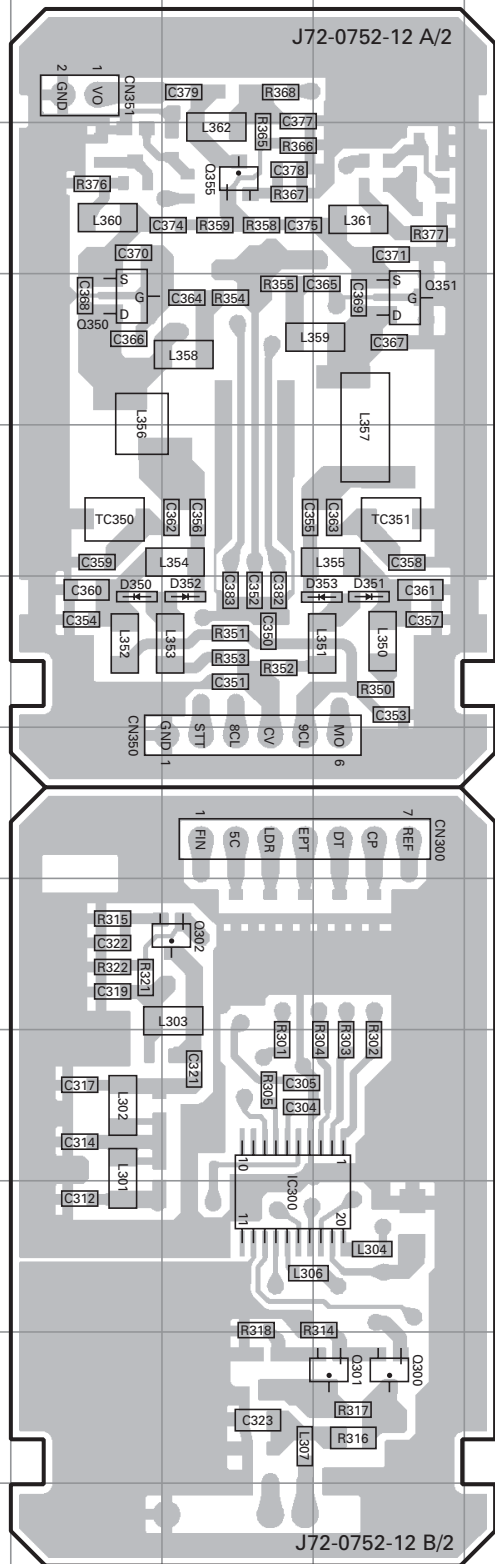 J72-0752-12 A/2
2 1 CN351
GND VO
C379 R368
L362 R365 C377
R366
Q355 C378
R376 R367
L360 C374 R359 R358 C375 L361
R377
C370 C371
S S Q351
C368 G C364 R354 R355 C365 C369 G
Q350 D D
C366 L358 L359 C367
L356 L357
TC350 C362 C356 C355 C363 TC351
C359 L354 L355 C358
C360 D350 D352 C383 C352 C382 D353 D351 C361
C354 L352 L353 R351 C350 L351 L350 C357
R353 R352
C351 R350
C353
CN350 GND STT 8CL CV 9CL MO
1 6
1 7 CN300
FIN 5C LDR EPT DT CP REF
R315 Q302
C322
R322 R321
C319
L303
R301 R304 R303 R302
C317 L302 C321 R305 C305
C304
C314
L301 10 1
IC300
C312 11 20
L304
L306
R318 R314
Q301 Q300
R317
C323 L307 R316
J72-0752-12 B/2